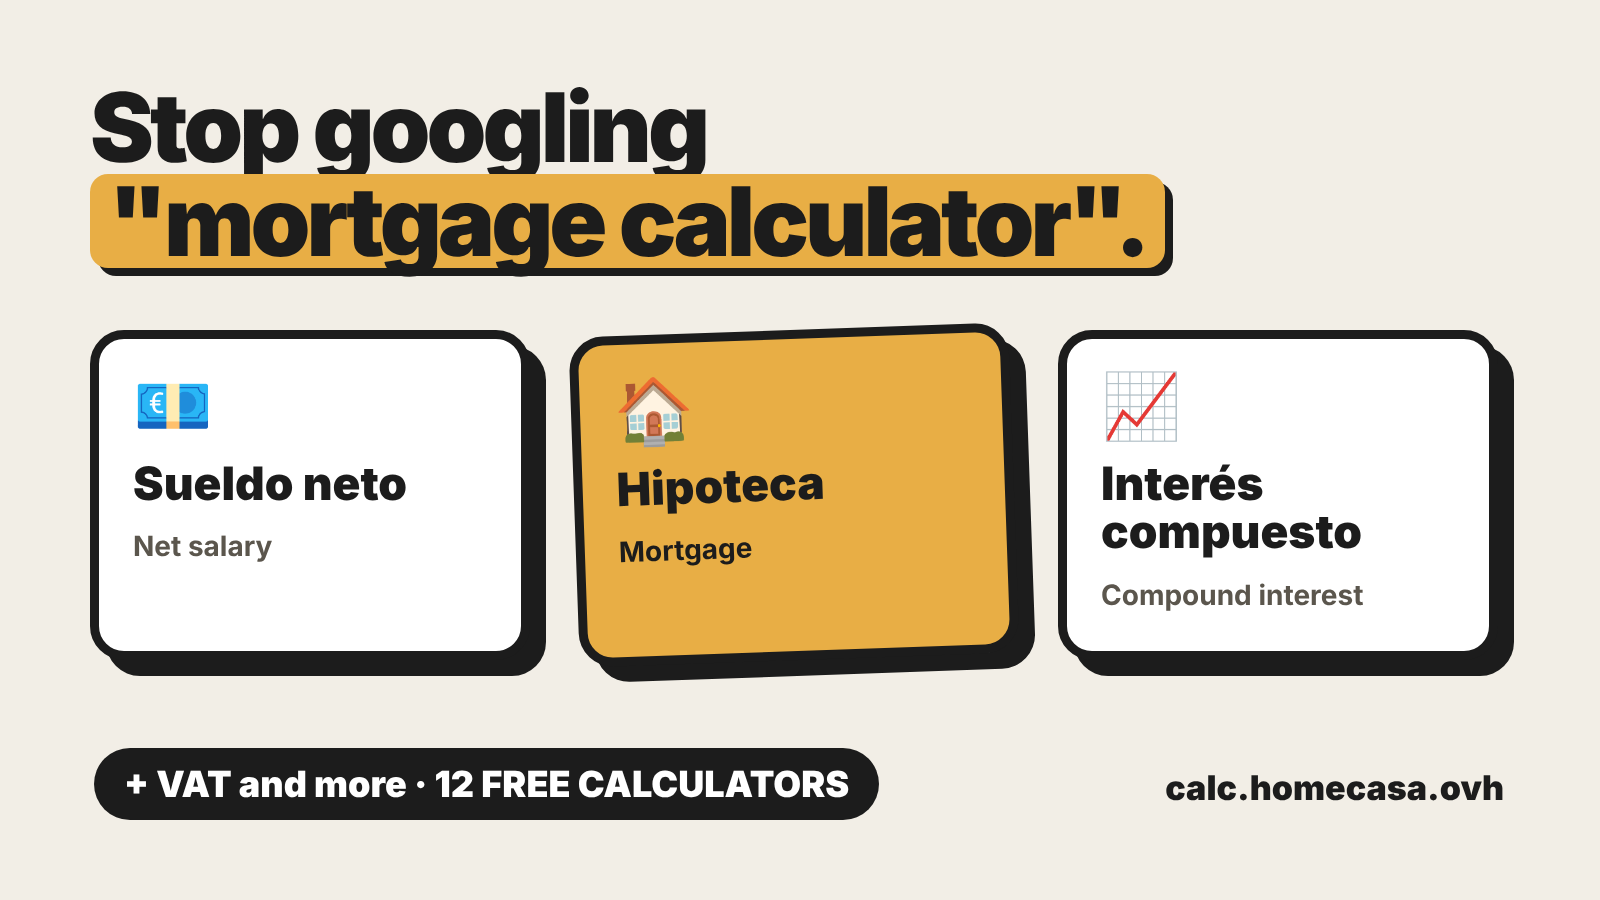 Stop googling
"mortgage calculator".
Sueldo neto
Net salary
Hipoteca
Mortgage
Interés
compuesto
Compound interest
+ VAT and more · 12 FREE CALCULATORS
calc.homecasa.ovh